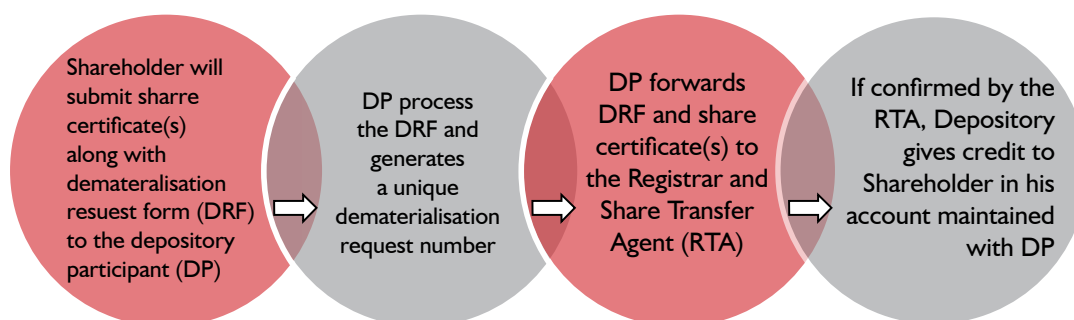 Shareholder will
submit sharre
certificate(s)
along with
demateralisation
resuest form (DRF)
to the depository
participant (DP)
DP process
the DRF and
generates
a unique
dematerialisation
request number
DP forwards
DRF and share
certificate(s) to
the Registrar and
Share Transfer
Agent (RTA)
If confirmed by the
RTA, Depository
gives credit to
Shareholder in his
account maintained
with DP